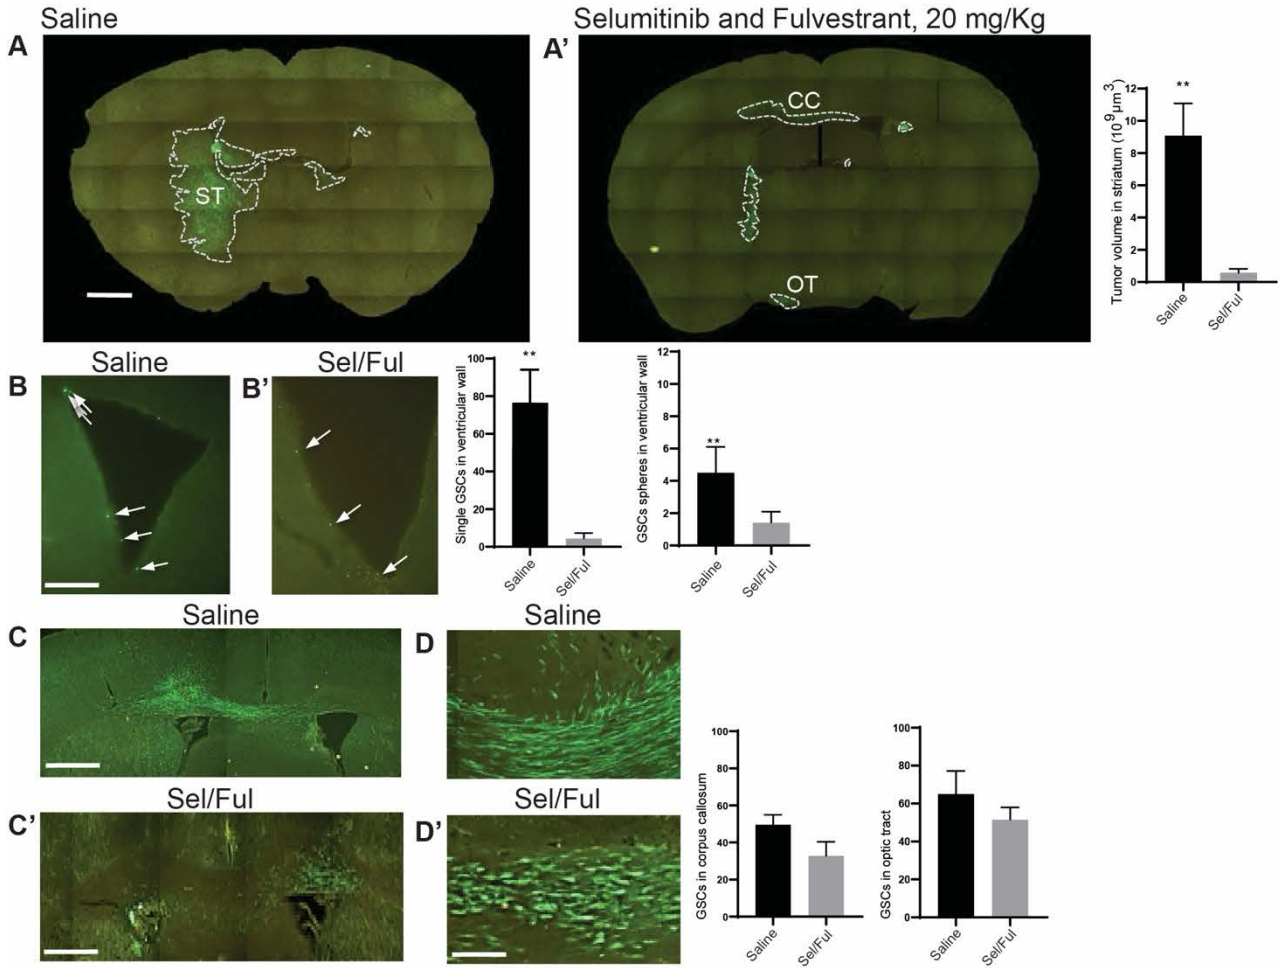 Saline
Selumitinib and Fulvestrant, 20 mg/Kg
A
A'
ST
CC
OT
Tumor volume in striatum (10⁹µm³)
12
10
8
6
4
2
0
**
Saline
Sel/Ful
Saline
Sel/Ful
B
B'
Single GSCs in ventricular wall
100
80
60
40
20
0
**
Saline
Sel/Ful
GSCs spheres in ventricular wall
12
10
8
6
4
2
0
**
Saline
Sel/Ful
Saline
Saline
C
D
Sel/Ful
Sel/Ful
C'
D'
GSCs in corpus callosum
100
80
60
40
20
0
Saline
Sel/Ful
GSCs in optic tract
100
80
60
40
20
0
Saline
Sel/Ful